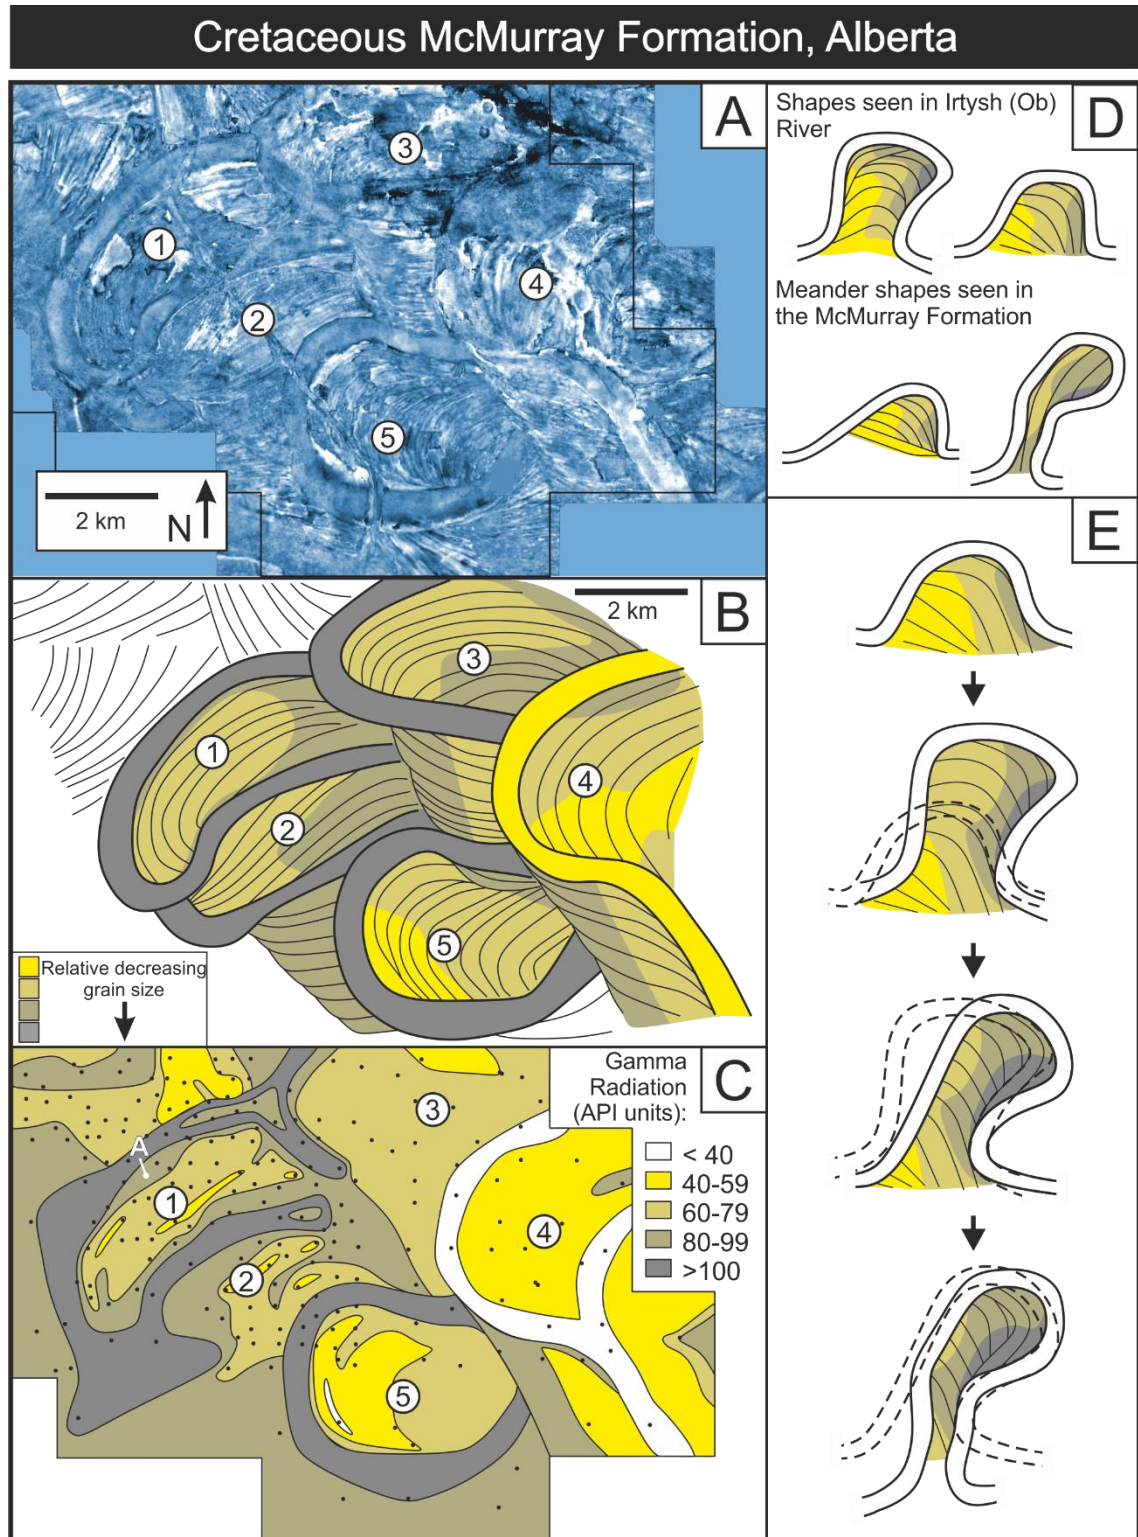 Cretaceous McMurray Formation, Alberta
A
3
1
4
2
5
2 km
N
D
Shapes seen in Irtysh (Ob)
River
Meander shapes seen in
the McMurray Formation
B
2 km
3
1
4
2
5
Relative decreasing
grain size
C
Gamma
Radiation
(API units):
< 40
40-59
60-79
80-99
>100
3
A
1
4
2
5
E